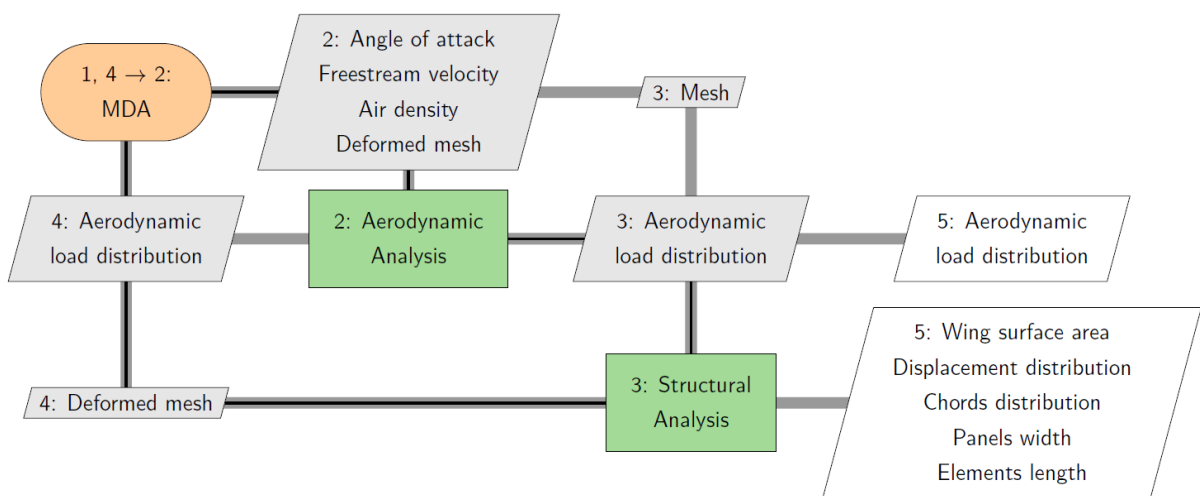 1, 4 → 2:
MDA
2: Angle of attack
Freestream velocity
Air density
Deformed mesh
3: Mesh
4: Aerodynamic
load distribution
2: Aerodynamic
Analysis
3: Aerodynamic
load distribution
5: Aerodynamic
load distribution
4: Deformed mesh
3: Structural
Analysis
5: Wing surface area
Displacement distribution
Chords distribution
Panels width
Elements length